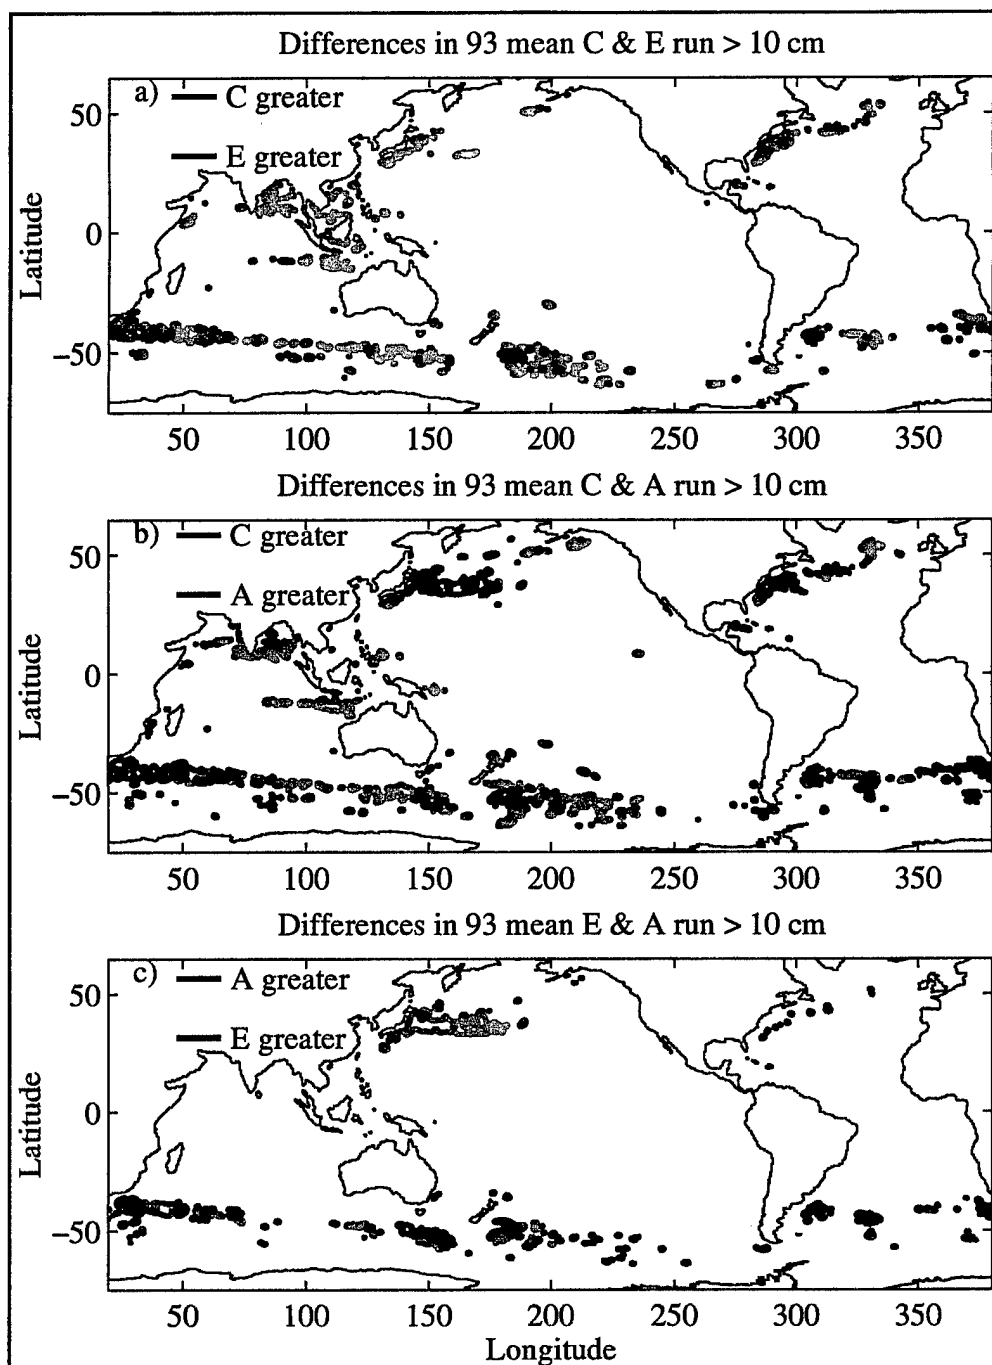 Differences in 93 mean C & E run > 10 cm
a)
C greater
E greater
50
0
−50
Latitude
50 100 150 200 250 300 350
Differences in 93 mean C & A run > 10 cm
b)
C greater
A greater
50
0
−50
Latitude
50 100 150 200 250 300 350
Differences in 93 mean E & A run > 10 cm
c)
A greater
E greater
50
0
−50
Latitude
50 100 150 200 250 300 350
Longitude